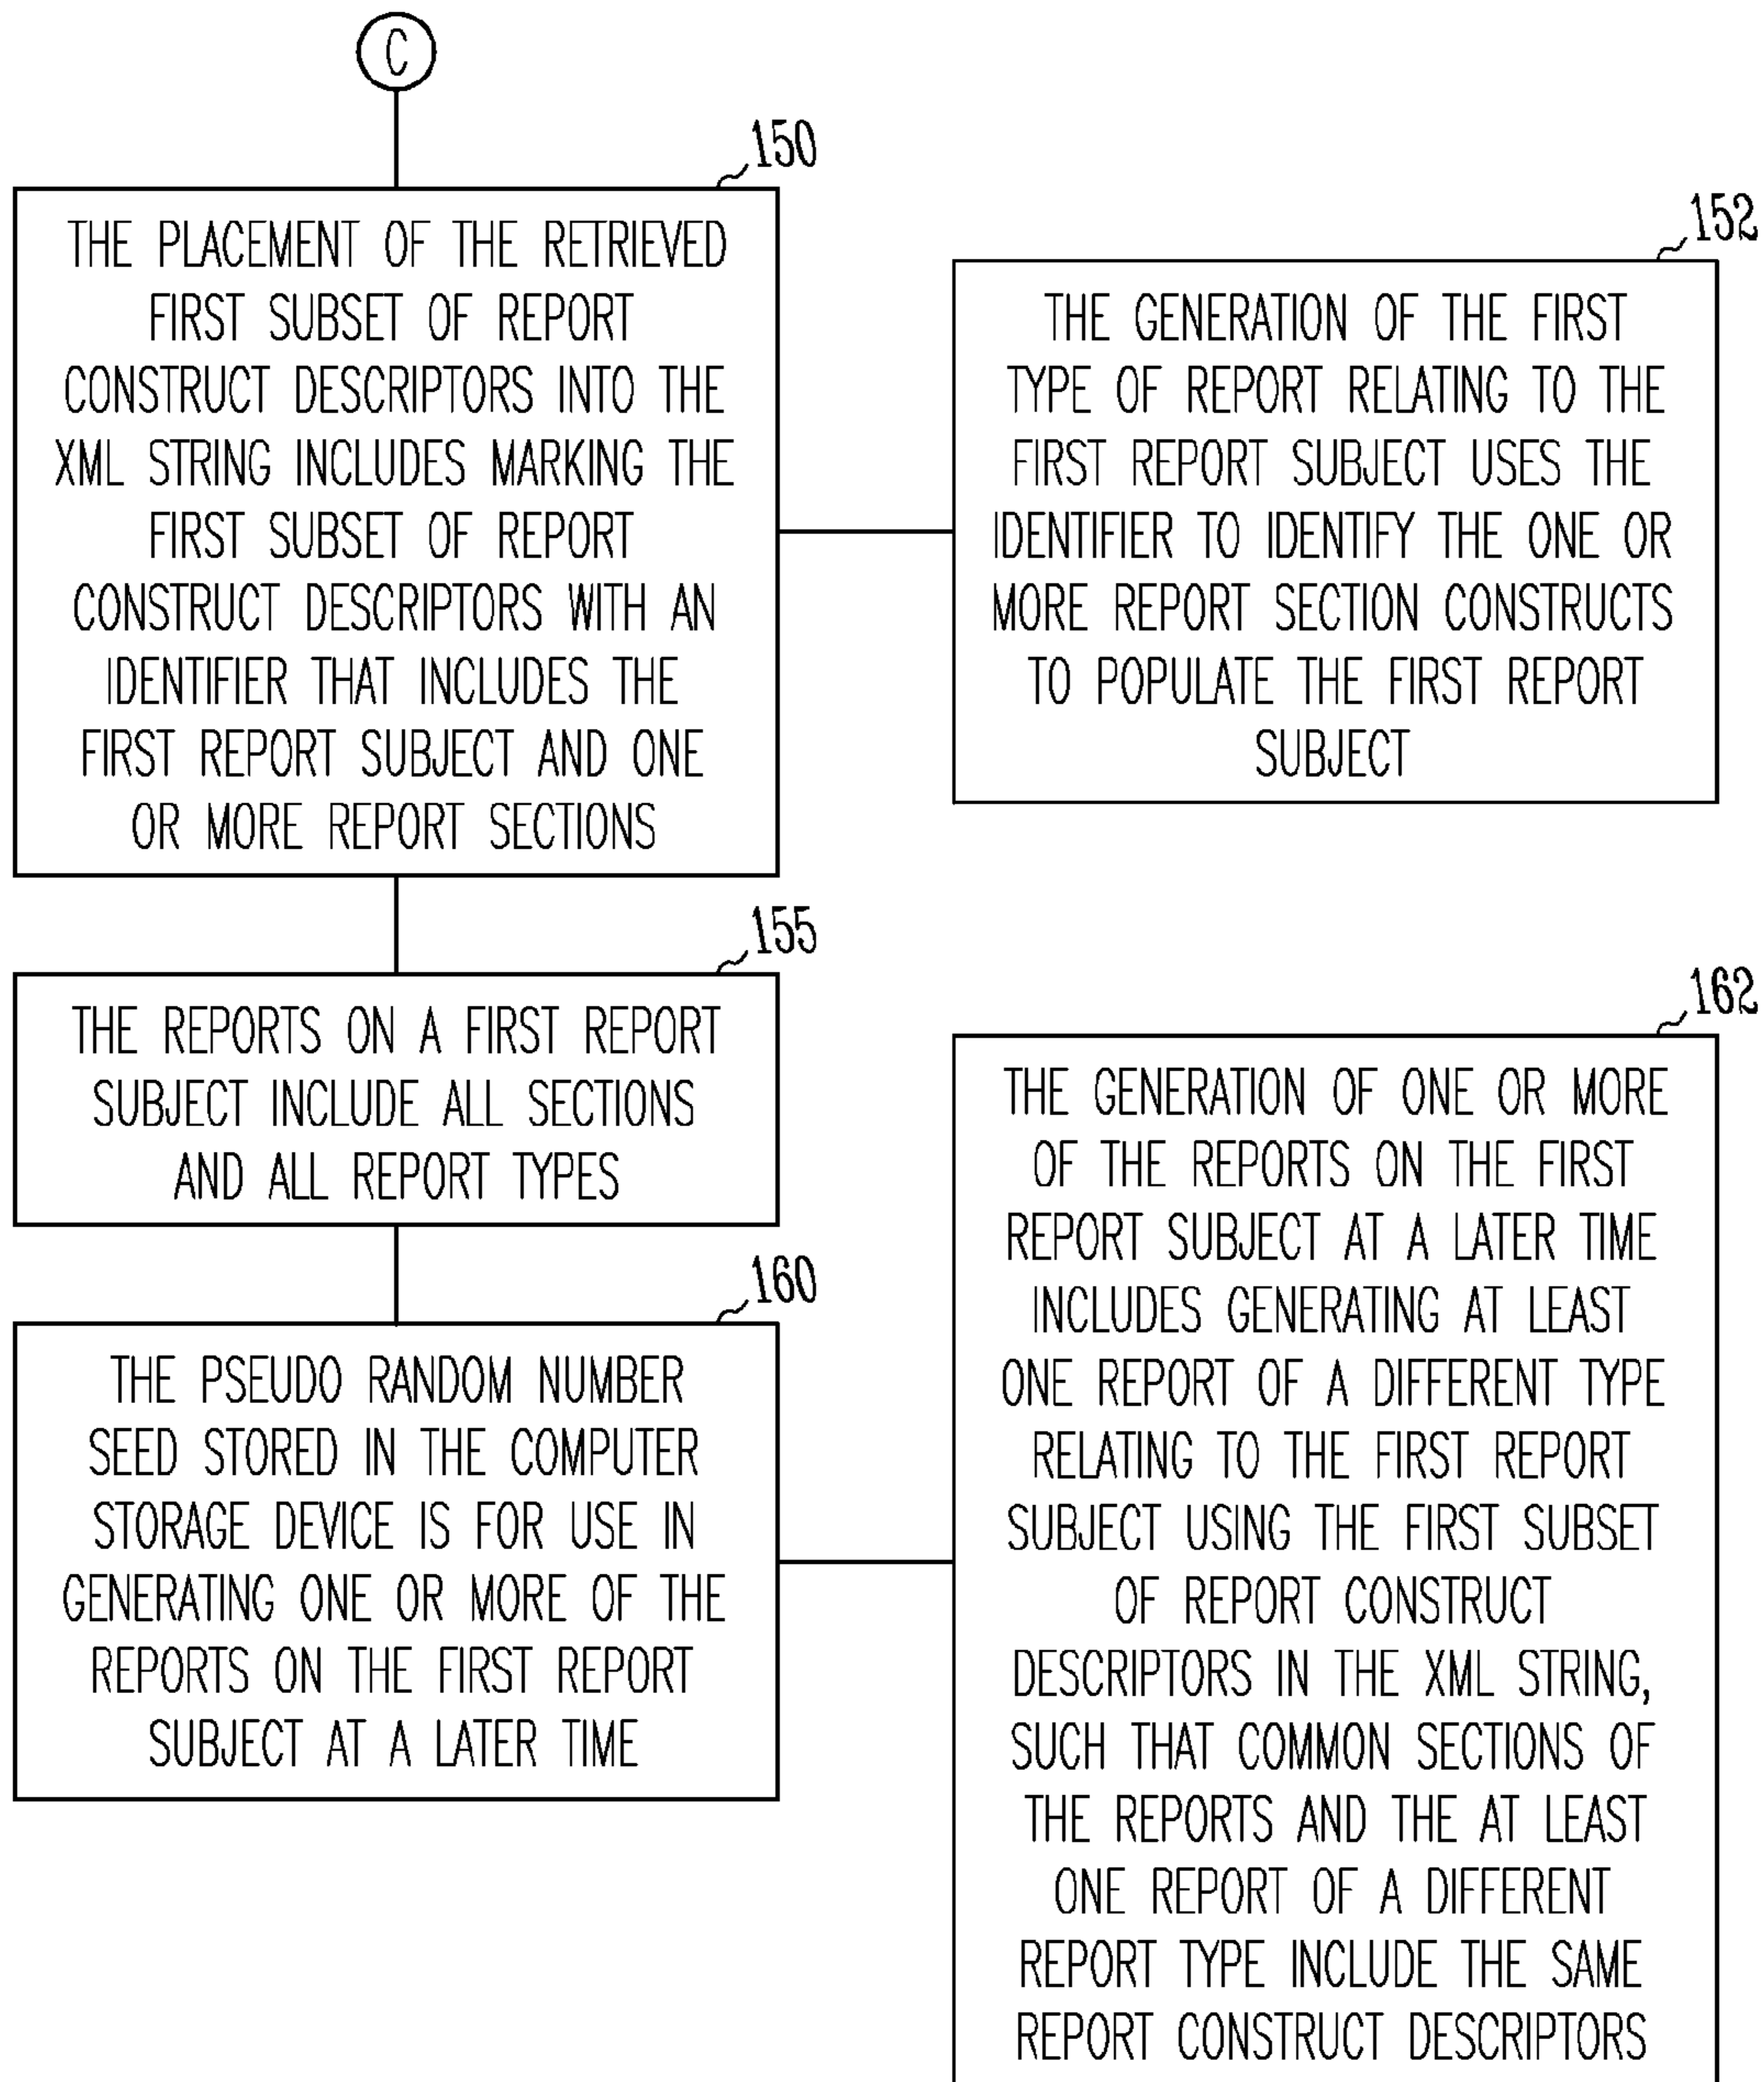 C
150
THE PLACEMENT OF THE RETRIEVED
FIRST SUBSET OF REPORT
CONSTRUCT DESCRIPTORS INTO THE
XML STRING INCLUDES MARKING THE
FIRST SUBSET OF REPORT
CONSTRUCT DESCRIPTORS WITH AN
IDENTIFIER THAT INCLUDES THE
FIRST REPORT SUBJECT AND ONE
OR MORE REPORT SECTIONS
152
THE GENERATION OF THE FIRST
TYPE OF REPORT RELATING TO THE
FIRST REPORT SUBJECT USES THE
IDENTIFIER TO IDENTIFY THE ONE OR
MORE REPORT SECTION CONSTRUCTS
TO POPULATE THE FIRST REPORT
SUBJECT
155
THE REPORTS ON A FIRST REPORT
SUBJECT INCLUDE ALL SECTIONS
AND ALL REPORT TYPES
160
THE PSEUDO RANDOM NUMBER
SEED STORED IN THE COMPUTER
STORAGE DEVICE IS FOR USE IN
GENERATING ONE OR MORE OF THE
REPORTS ON THE FIRST REPORT
SUBJECT AT A LATER TIME
162
THE GENERATION OF ONE OR MORE
OF THE REPORTS ON THE FIRST
REPORT SUBJECT AT A LATER TIME
INCLUDES GENERATING AT LEAST
ONE REPORT OF A DIFFERENT TYPE
RELATING TO THE FIRST REPORT
SUBJECT USING THE FIRST SUBSET
OF REPORT CONSTRUCT
DESCRIPTORS IN THE XML STRING,
SUCH THAT COMMON SECTIONS OF
THE REPORTS AND THE AT LEAST
ONE REPORT OF A DIFFERENT
REPORT TYPE INCLUDE THE SAME
REPORT CONSTRUCT DESCRIPTORS